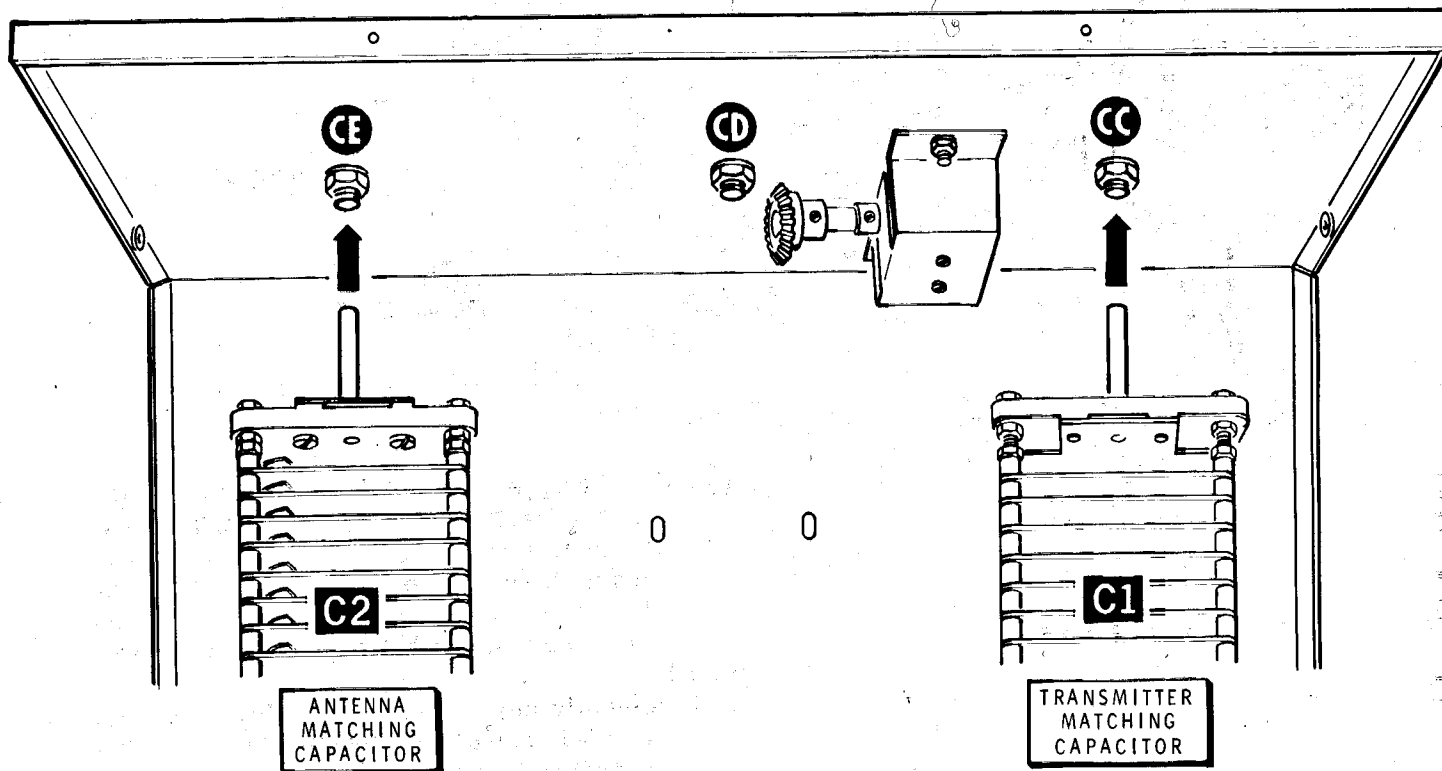 CE
CD
CC
C2
C1
ANTENNA
MATCHING
CAPACITOR
TRANSMITTER
MATCHING
CAPACITOR